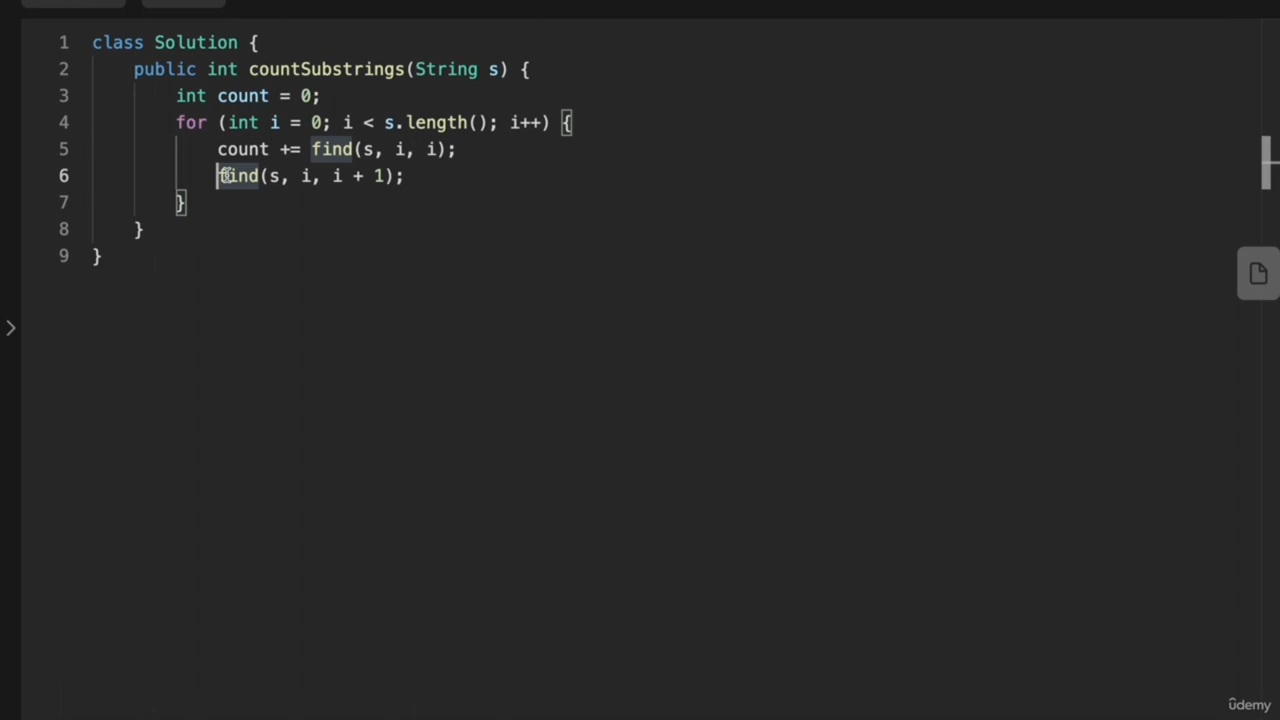 1 class Solution {
2 public int countSubstrings(String s) {
3 int count = 0;
4 for (int i = 0; i < s.length(); i++) {
5 count += find(s, i, i);
6 find(s, i, i + 1);
7 }
8 }
9 }
ûdemy